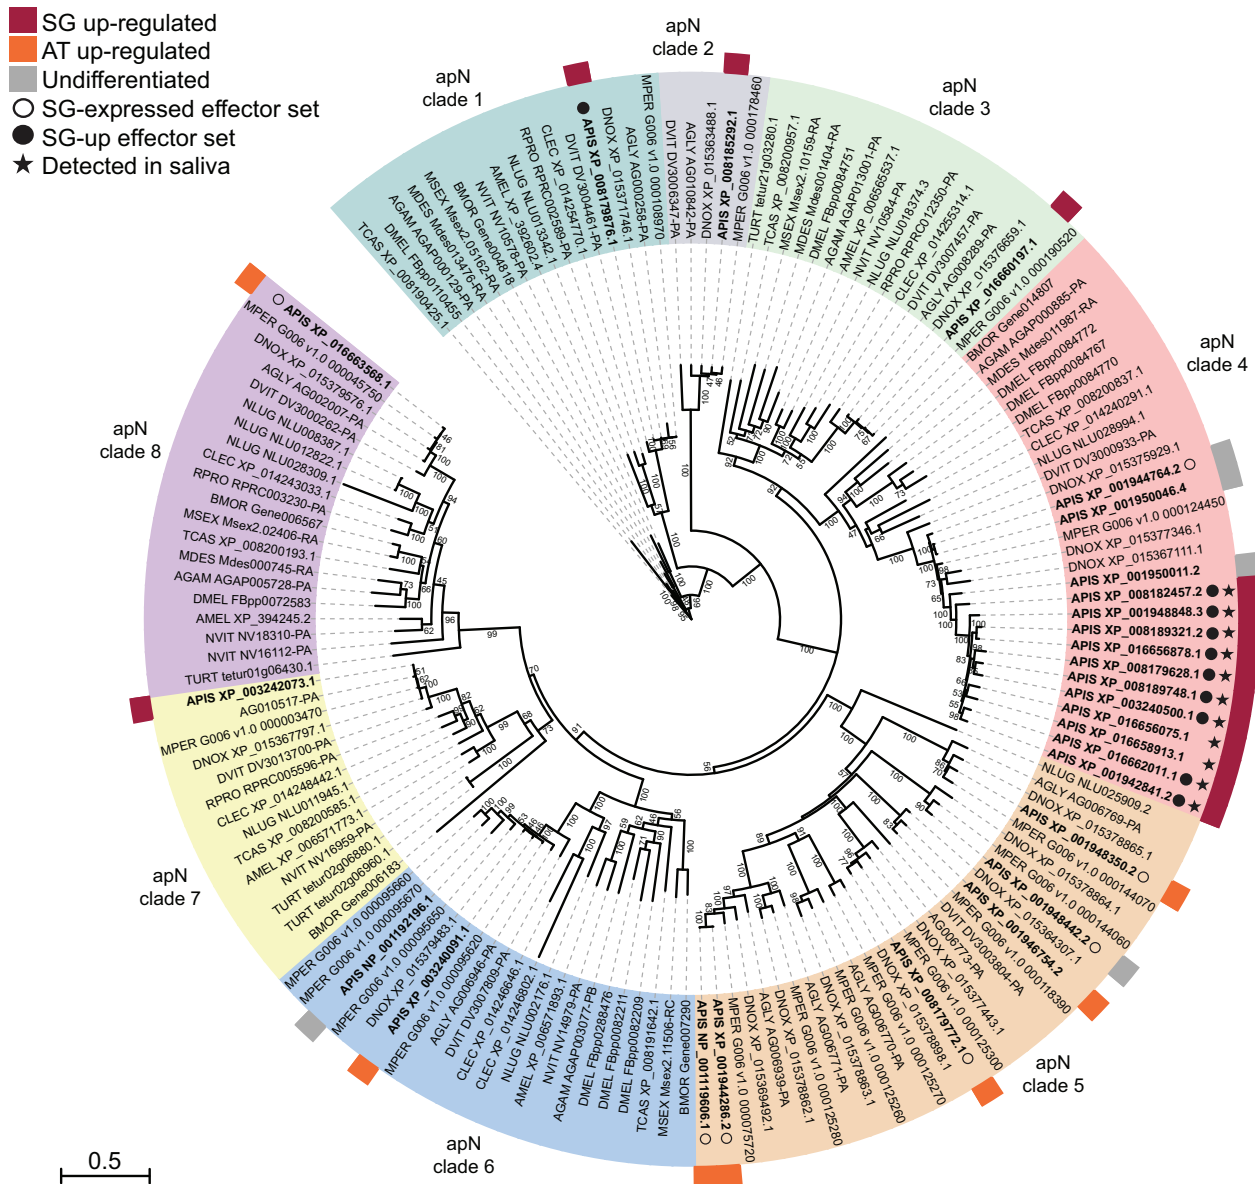 SG up-regulated
AT up-regulated
Undifferentiated
SG-expressed effector set
SG-up effector set
Detected in saliva
apN
clade 1
TCAS XP_008190425.1
DMEL FBpp0110455
AGAM AGAP000129-PA
MDES Mdes013476-RA
MSEX Msex2.05162-RA
BMOR Gene004818
NVIT NV10578-PA
AMEL XP_392602.4
NLUG NLU013342.1
RPRO RPRC002589-PA
CLEC XP_014254770.1
DVIT DV3004461-PA
APIS XP_008179876.1
DNOX XP_015371746.1
AGLY AG002581-PA
MPER G006 v1.0 000108970
apN
clade 2
DVIT DV3006347-PA
AGLY AG010842-PA
DNOX XP_015363488.1
APIS XP_008185292.1
MPER G006 v1.0 000178460
apN
clade 3
TURT tetur21g03280.1
TCAS XP_008200957.1
MSEX Msex2.10159-RA
MDES Mdes001404-RA
DMEL FBpp0084751
AGAM AGAP013001-PA
AMEL XP_006565537.1
NVIT NV10584-PA
NLUG NLU018374.3
RPRO RPRC012350-PA
CLEC XP_014255314.1
DVIT DV3007457-PA
AGLY AG008289-PA
DNOX XP_015376659.1
APIS XP_016660197.1
MPER G006 v1.0 000190520
apN
clade 4
BMOR Gene014807
AGAM AGAP000885-PA
MDES Mdes011987-RA
DMEL FBpp0084772
DMEL FBpp0084767
DMEL FBpp0084770
TCAS XP_008200837.1
CLEC XP_014240291.1
NLUG NLU028994.1
DVIT DV3000933-PA
DNOX XP_015375929.1
APIS XP_001944764.2
APIS XP_001950046.4
MPER G006 v1.0 000124450
DNOX XP_015377346.1
DNOX XP_015367111.1
APIS XP_001950011.2
APIS XP_008182457.2
APIS XP_001948848.3
APIS XP_008189321.2
APIS XP_016656878.1
APIS XP_008179628.1
APIS XP_008189748.1
APIS XP_003240500.1
APIS XP_016656075.1
APIS XP_016658913.1
APIS XP_016662011.1
APIS XP_001942841.2
apN
clade 5
NLUG NLU025909.2
AGLY AG006769-PA
DNOX XP_015378865.1
APIS XP_001948350.2
MPER G006 v1.0 000144070
DNOX XP_015378864.1
MPER G006 v1.0 000144060
APIS XP_001948442.2
DNOX XP_015364307.1
APIS XP_001946754.2
MPER G006 v1.0 000118390
DVIT DV3003604-PA
AG006773-PA
DNOX XP_015377443.1
MPER G006 v1.0 000125300
APIS XP_008179772.1
DNOX XP_015378898.1
MPER G006 v1.0 000125270
AGLY AG006770-PA
MPER G006 v1.0 000125260
DNOX XP_015378863.1
AGLY AG006771-PA
MPER G006 v1.0 000125280
DNOX XP_015378862.1
AGLY AG006939-PA
DNOX XP_015369492.1
MPER G006 v1.0 000075720
APIS XP_001944286.2
APIS NP_001119606.1
apN
clade 6
BMOR Gene007290
MSEX Msex2.11506-RC
TCAS XP_008191642.1
DMEL FBpp0082209
DMEL FBpp0082211
DMEL FBpp0288476
AGAM AGAP003077-PB
NVIT NV14979-PA
AMEL XP_006571893.1
NLUG NLU002176.1
CLEC XP_014246802.1
CLEC XP_014246646.1
DVIT DV3007809-PA
AGLY AG006946-PA
MPER G006 v1.0 000095620
APIS XP_003240091.1
DNOX XP_015379483.1
MPER G006 v1.0 000095650
APIS NP_001192196.1
MPER G006 v1.0 000095670
MPER G006 v1.0 000095660
apN
clade 7
BMOR Gene006183
TURT tetur02g06960.1
TURT tetur02g06880.1
NVIT NV16959-PA
AMEL XP_006571773.1
TCAS XP_008200585.1
NLUG NLU011945.1
CLEC XP_014248442.1
RPRO RPRC005596-PA
DVIT DV3013700-PA
DNOX XP_015367797.1
MPER G006 v1.0 000003470
AG010517-PA
APIS XP_003242073.1
apN
clade 8
TURT tetur01g06430.1
NVIT NV16112-PA
NVIT NV18310-PA
AMEL XP_394245.2
DMEL FBpp0072583
AGAM AGAP005728-PA
MDES Mdes000745-RA
TCAS XP_008200193.1
MSEX Msex2.02406-RA
BMOR Gene006567
RPRO RPRC003230-PA
CLEC XP_014243033.1
NLUG NLU028309.1
NLUG NLU012822.1
NLUG NLU008387.1
DVIT DV3000262-PA
AGLY AG002007-PA
DNOX XP_015379576.1
MPER G006 v1.0 000045750
APIS XP_016663568.1
0.5